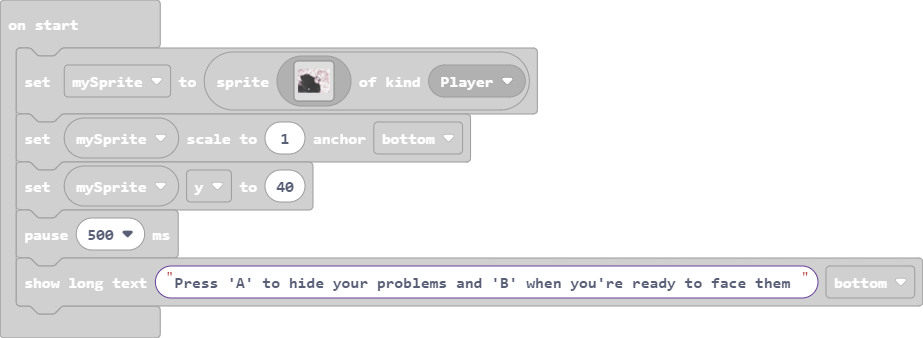 on start
set mySprite to sprite of kind Player
set mySprite scale to 1 anchor bottom
set mySprite y to 40
pause 500 ms
show long text "Press 'A' to hide your problems and 'B' when you're ready to face them " bottom